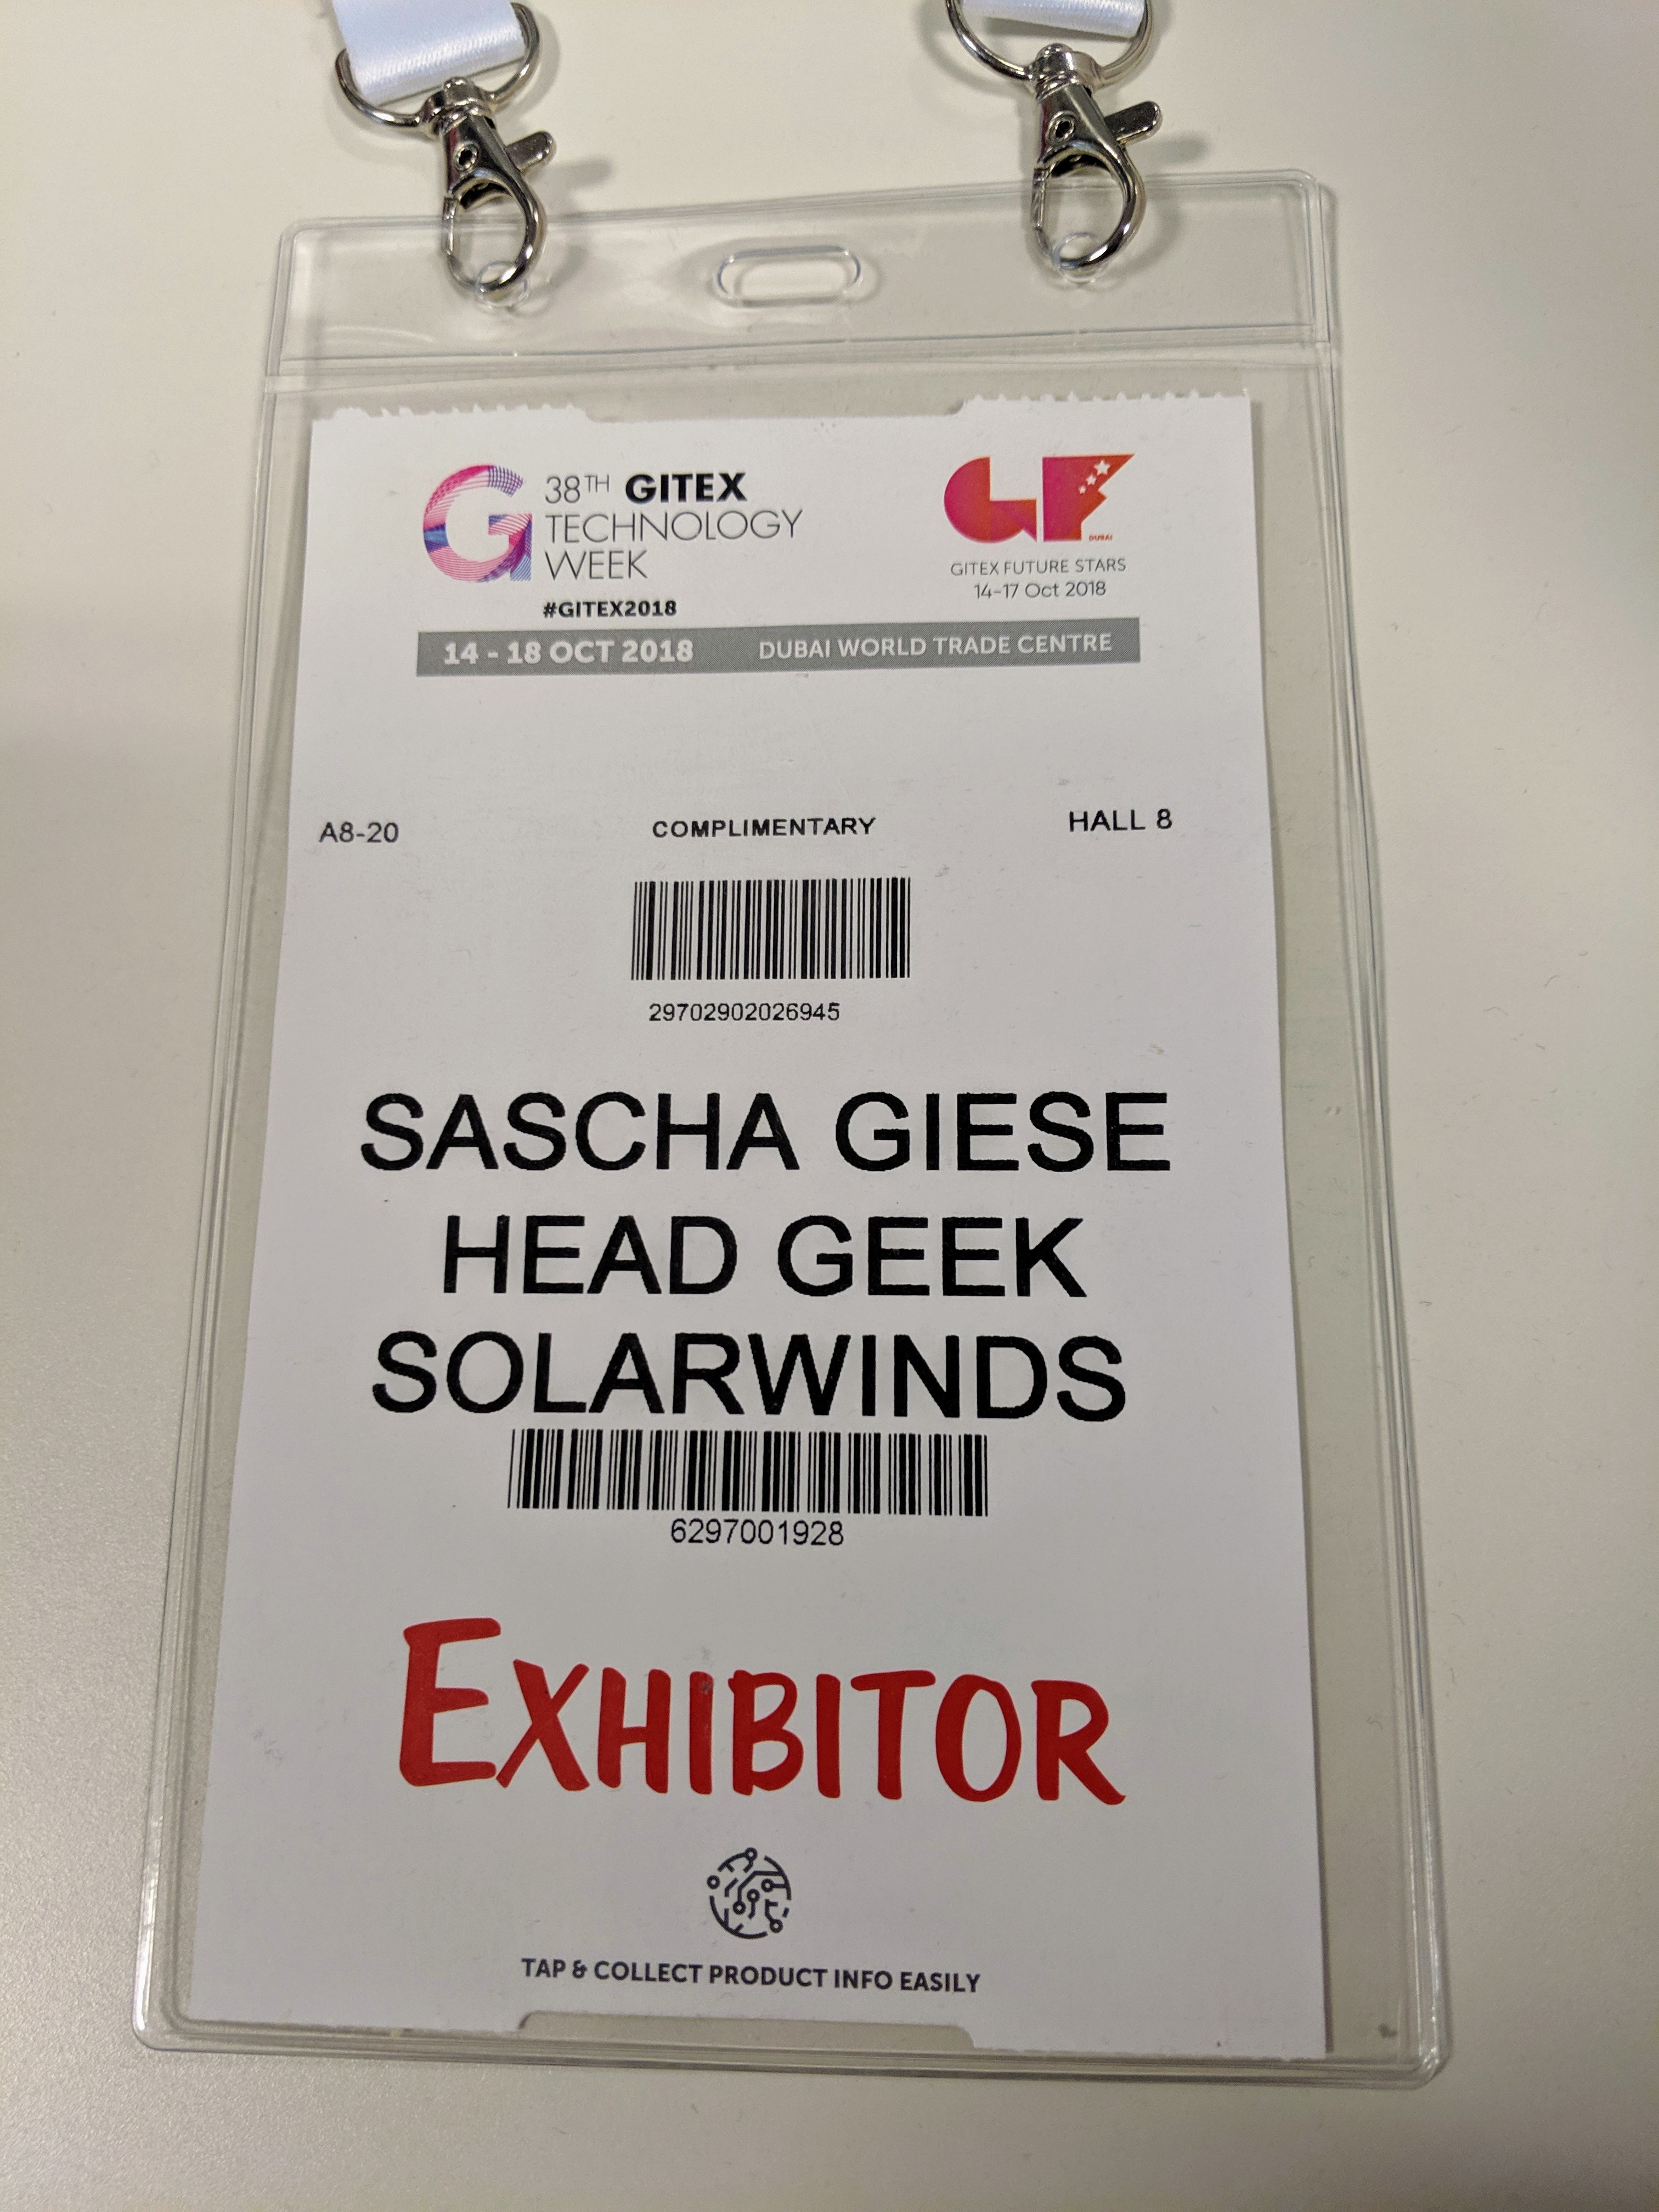 38TH GITEX
TECHNOLOGY
WEEK
#GITEX2018
DUBAI
GITEX FUTURE STARS
14-17 Oct 2018
14 - 18 OCT 2018 DUBAI WORLD TRADE CENTRE
A8-20 COMPLIMENTARY HALL 8
29702902026945
SASCHA GIESE
HEAD GEEK
SOLARWINDS
6297001928
EXHIBITOR
TAP & COLLECT PRODUCT INFO EASILY